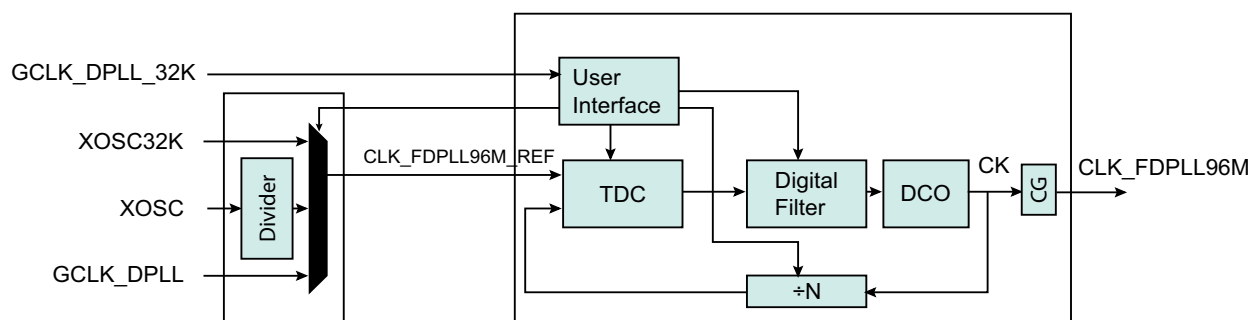 GCLK_DPLL_32K
User
Interface
XOSC32K
CLK_FDPLL96M_REF
CK
CLK_FDPLL96M
TDC
Digital
Filter
DCO
CG
XOSC
Divider
GCLK_DPLL
÷N